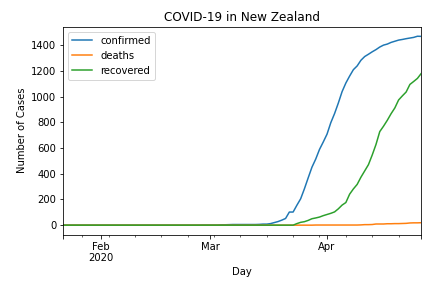 COVID-19 in New Zealand
confirmed
deaths
recovered
Number of Cases
1400
1200
1000
800
600
400
200
0
Feb
2020
Mar
Apr
Day